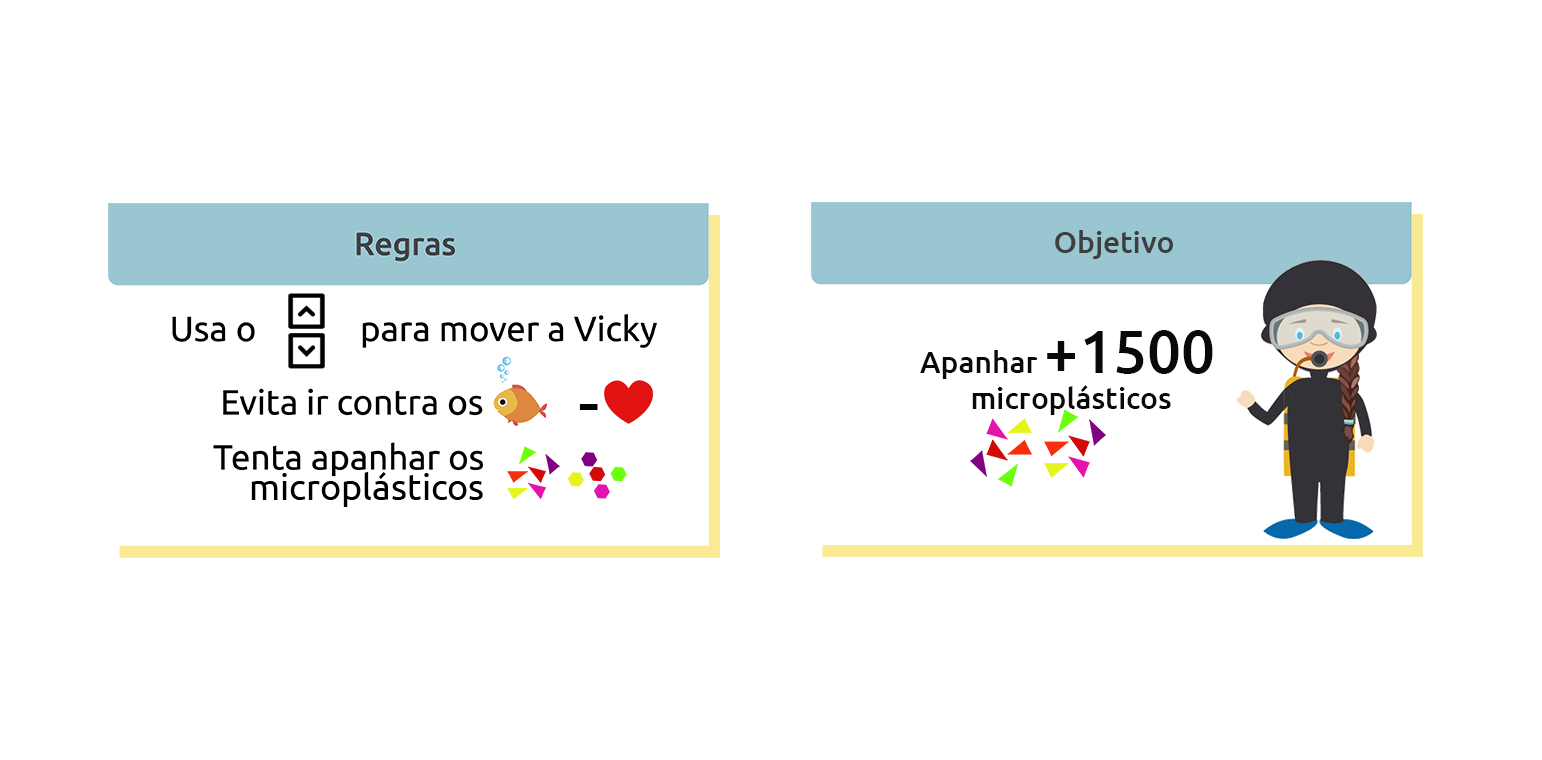 Regras
Usa o para mover a Vicky
Evita ir contra os -
Tenta apanhar os
microplásticos
Objetivo
Apanhar +1500
microplásticos